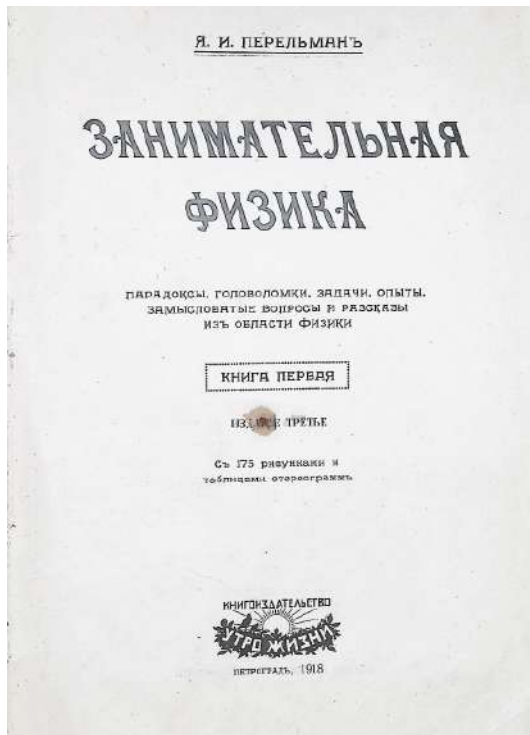 Я. И. ПЕРЕЛЬМАНЪ
ЗАНИМАТЕЛЬНАЯ
ФИЗИКА
ПАРАДОКСЫ, ГОЛОВОЛОМКИ, ЗАДАЧИ, ОПЫТЫ,
ЗАМЫСЛОВАТЫЕ ВОПРОСЫ И РАЗСКАЗЫ
ИЗЪ ОБЛАСТИ ФИЗИКИ
КНИГА ПЕРВАЯ
ИЗДАНІЕ ТРЕТЬЕ
Съ 175 рисунками и
таблицами стереограммъ
КНИГОИЗДАТЕЛЬСТВО
УТРО ЖИЗНИ
ПЕТРОГРАДЪ, 1918